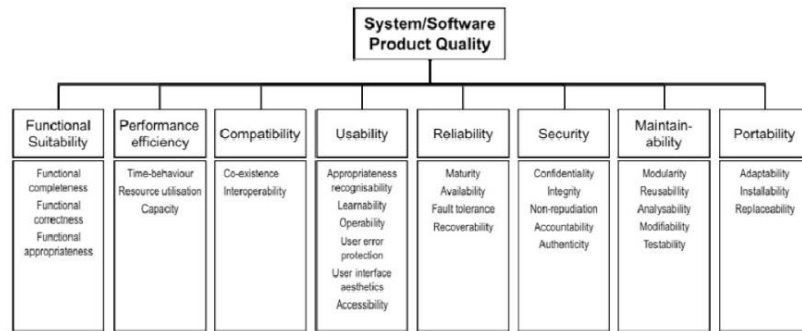 System/Software
Product Quality
Functional
Suitability
Performance
efficiency
Compatibility
Usability
Reliability
Security
Maintain-
ability
Portability
Functional
completeness
Functional
correctness
Functional
appropriateness
Time-behaviour
Resource utilisation
Capacity
Co-existence
Interoperability
Appropriateness
recognisability
Learnability
Operability
User error
protection
User interface
aesthetics
Accessibility
Maturity
Availability
Fault tolerance
Recoverability
Confidentiality
Integrity
Non-repudiation
Accountability
Authenticity
Modularity
Reusability
Analysability
Modifiability
Testability
Adaptability
Installability
Replaceability